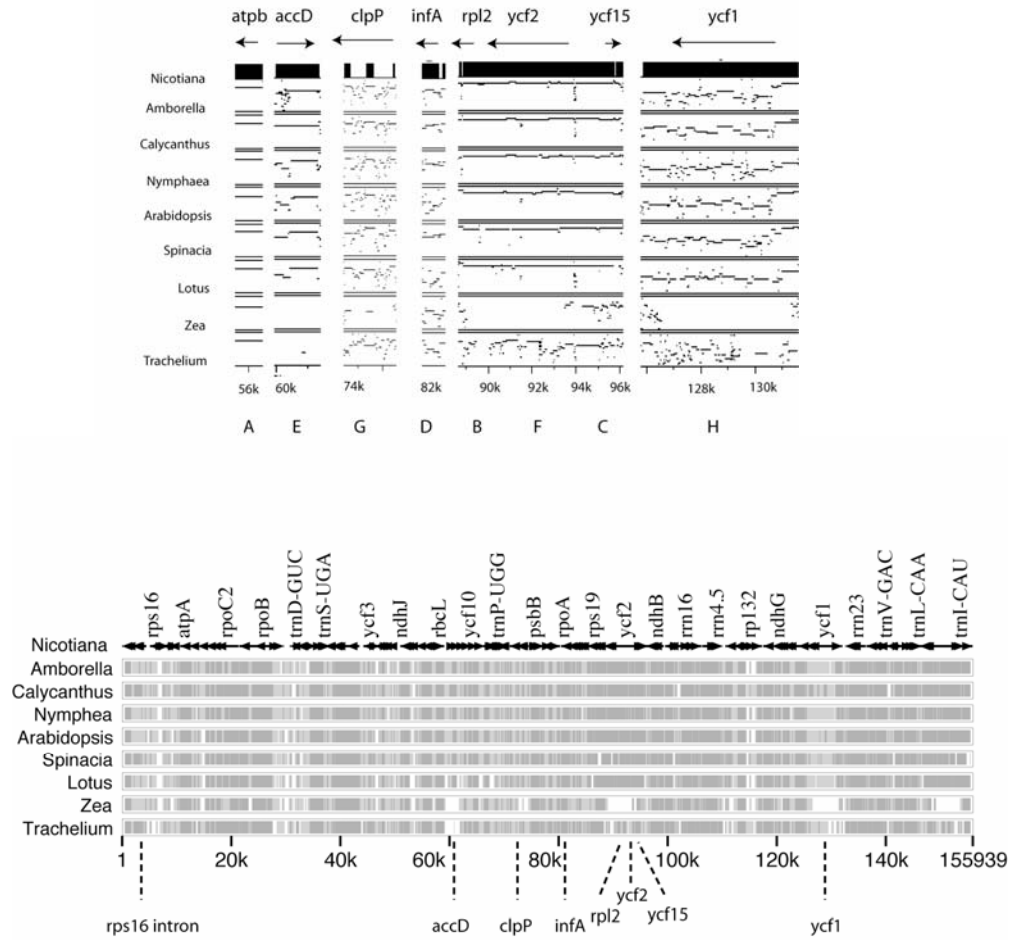 atpb accD clpP infA rpl2 ycf2 ycf15 ycf1
Nicotiana
Amborella
Calycanthus
Nymphaea
Arabidopsis
Spinacia
Lotus
Zea
Trachelium
56k 60k 74k 82k 90k 92k 94k 96k 128k 130k
A E G D B F C H
rps16 atpA rpoC2 rpoB trnD-GUC trnS-UGA ycf3 ndhJ rbcL ycf10 trnP-UGG psbB rpoA rps19 ycf2 ndhB rrn16 rrn4.5 rp132 ndhG ycf1 rrn23 trnV-GAC trnL-CAA trnI-CAU
Nicotiana
Amborella
Calycanthus
Nymphea
Arabidopsis
Spinacia
Lotus
Zea
Trachelium
1 20k 40k 60k 80k 100k 120k 140k 155939
rps16 intron accD clpP infA rpl2 ycf2 ycf15 ycf1